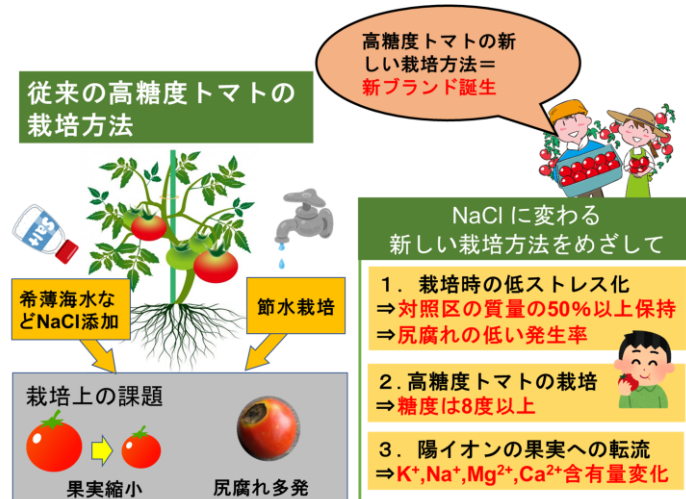 高糖度トマトの新
しい栽培方法＝
新ブランド誕生
従来の高糖度トマトの
栽培方法
Salt
希薄海水な
どNaCl添加
節水栽培
栽培上の課題
果実縮小
尻腐れ多発
NaClに変わる
新しい栽培方法をめざして
１．栽培時の低ストレス化
⇒対照区の質量の50％以上保持
⇒尻腐れの低い発生率
２．高糖度トマトの栽培
⇒糖度は8度以上
３．陽イオンの果実への転流
⇒K⁺,Na⁺,Mg²⁺,Ca²⁺含有量変化